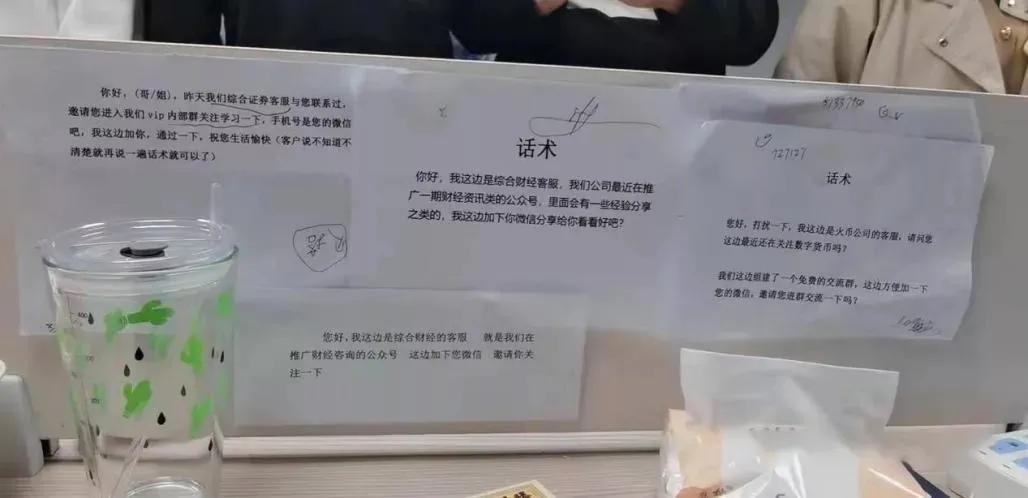 你好,(哥/姐),昨天我们综合证券客服与您联系过,
邀请您进入我们 vip 内部群关注学习一下,手机号是您的微信
吧,我这边加你,通过一下,祝您生活愉快(客户说不知道不
清楚就再说一遍话术就可以了)
话术
你好,我这边是综合财经客服,我们公司最近在推
广一期财经资讯类的公众号,里面会有一些经验分享
之类的,我这边加下你微信分享给你看看好吧?
727127
话术
您好,打扰一下,我这边是火币公司的客服,请问您
这边最近还在关注数字货币吗?
我们这边组建了一个免费的交流群,这边方便加一下
您的微信,邀请您进群交流一下吗?
您好,我这边是综合财经的客服 就是我们在
推广财经咨询的公众号 这边加下您微信 邀请你关
注一下
400